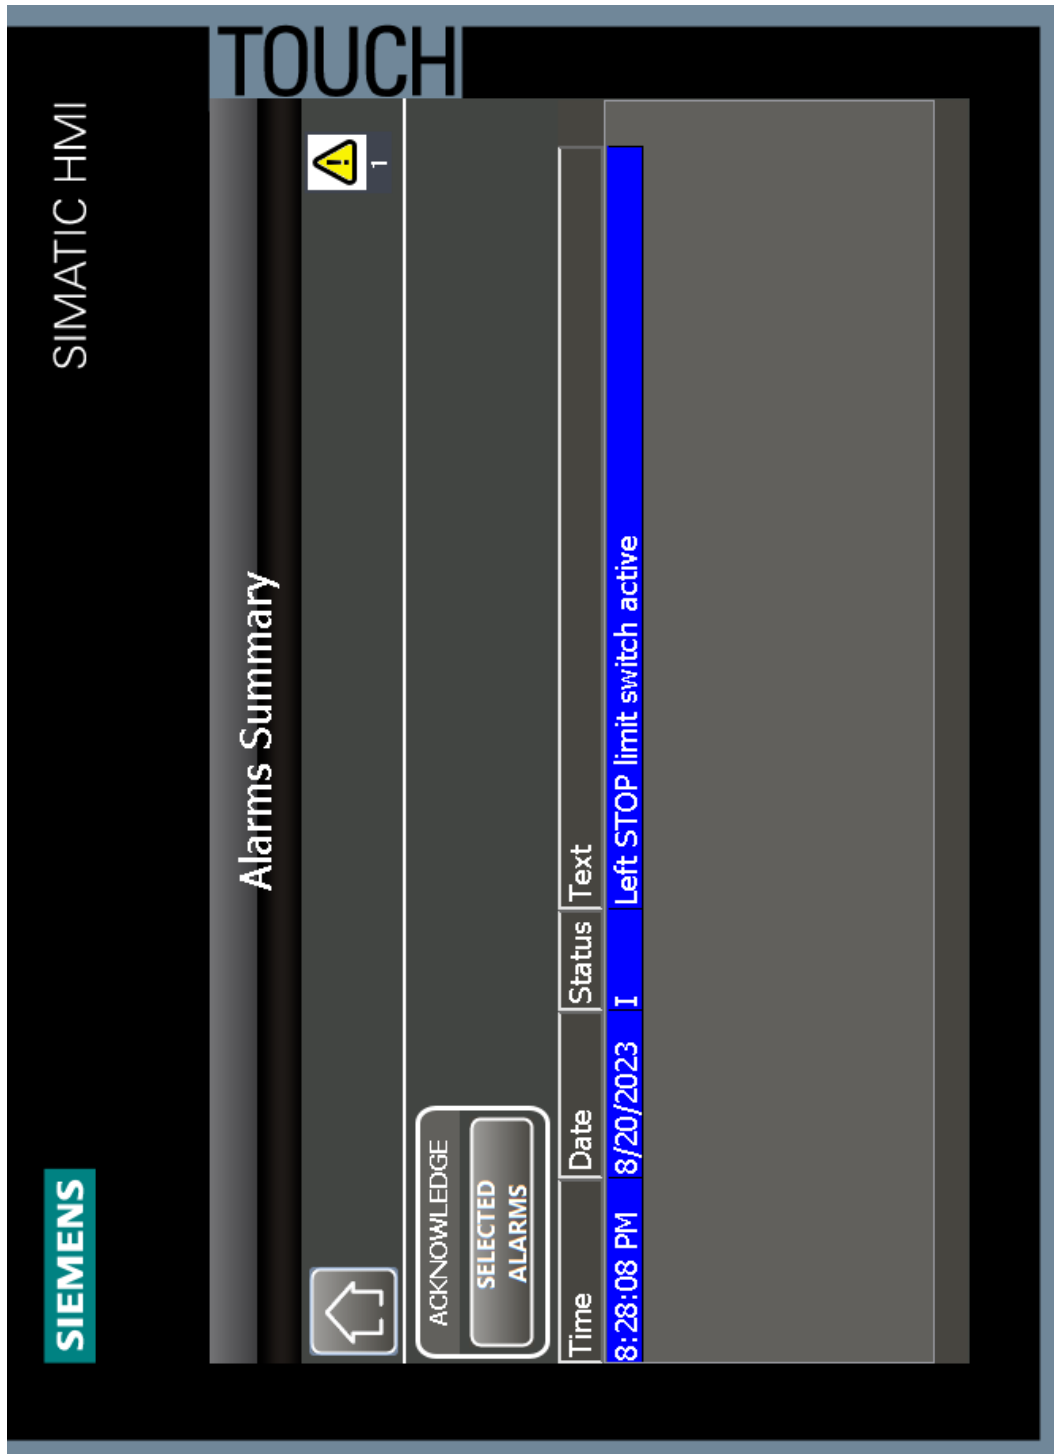 SIEMENS
SIMATIC HMI
TOUCH
Alarms Summary
1
ACKNOWLEDGE
SELECTED
ALARMS
Time Date Status Text
8:28:08 PM 8/20/2023 I Left STOP limit switch active